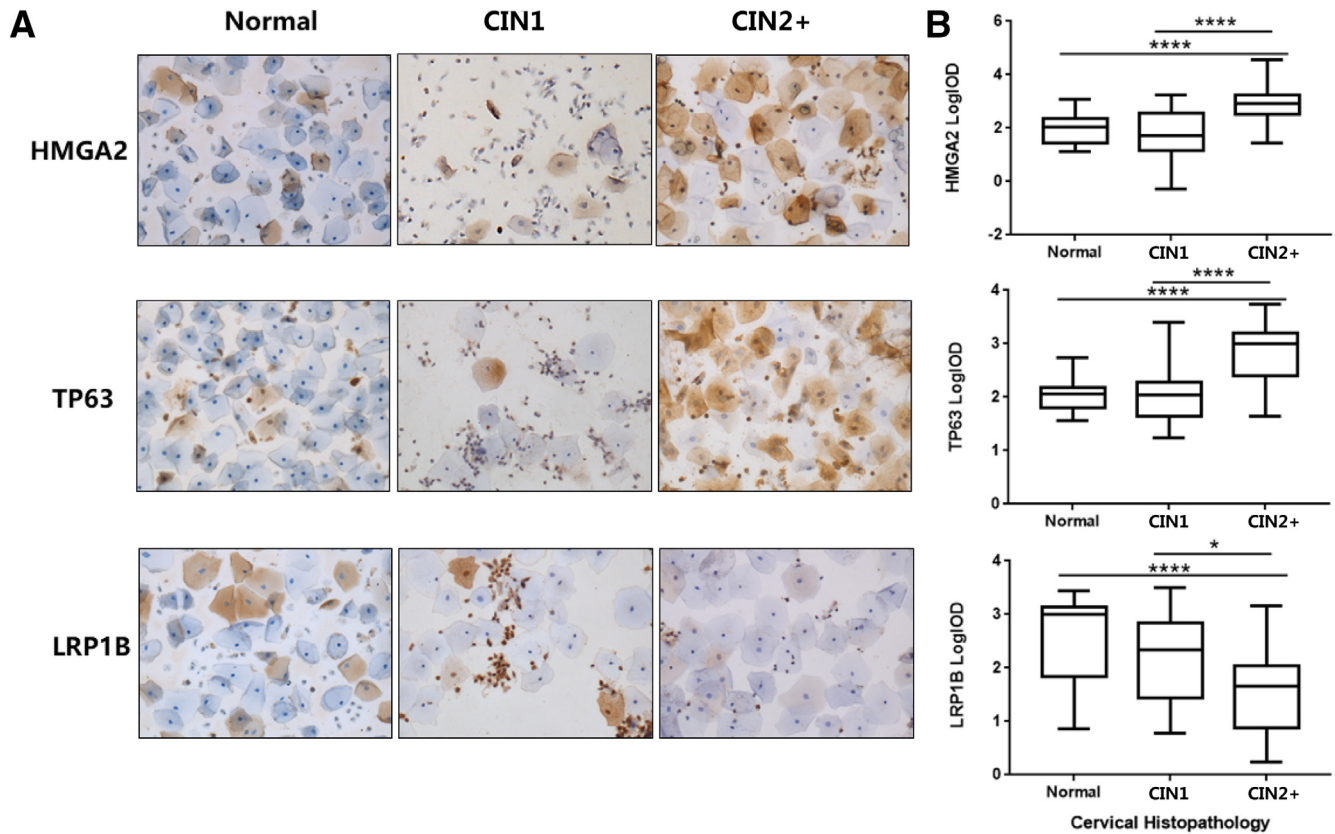 A
Normal CIN1 CIN2+
HMGA2
TP63
LRP1B
B
HMGA2 LogIOD
6
4
2
0
-2
****
****
Normal CIN1 CIN2+
TP63 LogIOD
4
3
2
1
0
****
****
Normal CIN1 CIN2+
LRP1B LogIOD
4
3
2
1
0
*
****
Normal CIN1 CIN2+
Cervical Histopathology